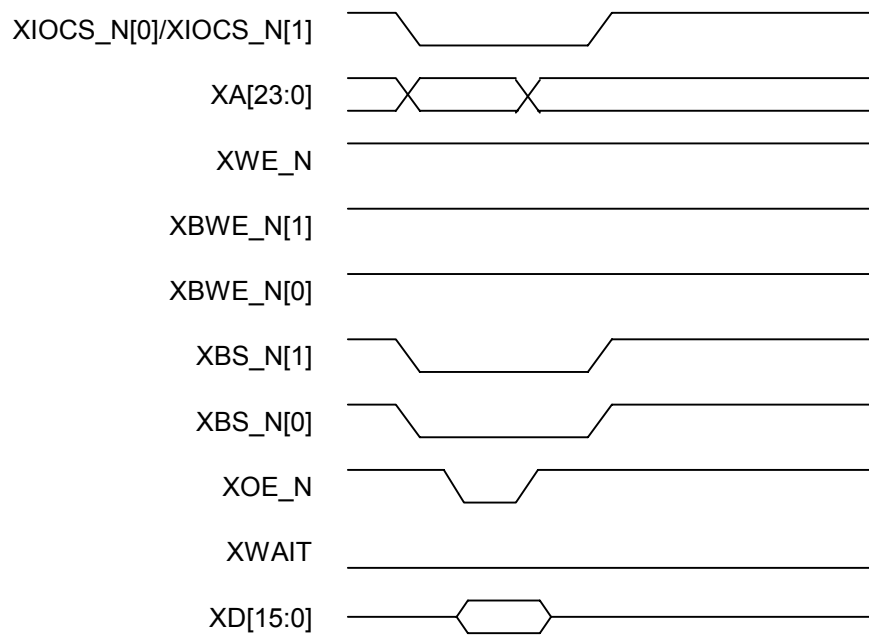 XIOCS_N[0]/XIOCS_N[1]
XA[23:0]
XWE_N
XBWE_N[1]
XBWE_N[0]
XBS_N[1]
XBS_N[0]
XOE_N
XWAIT
XD[15:0]